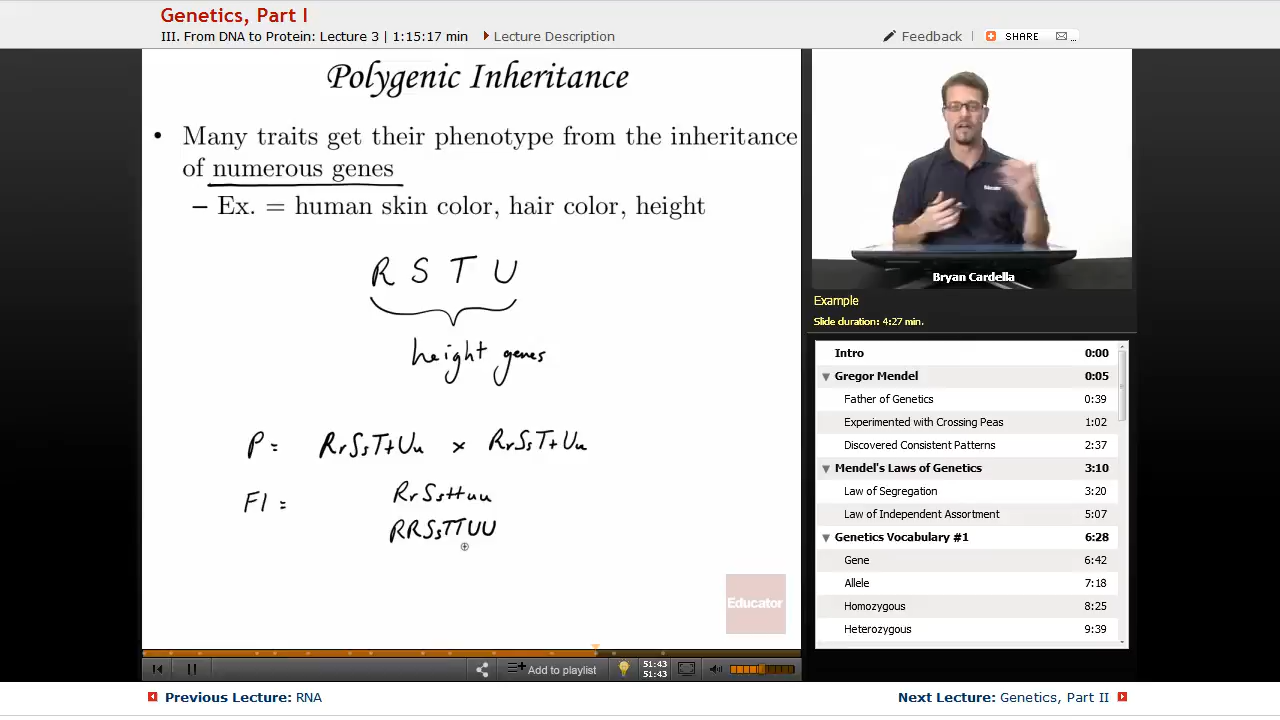 Genetics, Part I
III. From DNA to Protein: Lecture 3 | 1:15:17 min
Lecture Description
Feedback
SHARE
Polygenic Inheritance
• Many traits get their phenotype from the inheritance
of numerous genes
– Ex. = human skin color, hair color, height
R S T U
height genes
P = RrSsTtUu x RrSsTtUu
F1 = RrSsttuu
RRSsTTUU
Educator
Bryan Cardella
Example
Slide duration: 4:27 min.
Intro 0:00
Gregor Mendel 0:05
Father of Genetics 0:39
Experimented with Crossing Peas 1:02
Discovered Consistent Patterns 2:37
Mendel's Laws of Genetics 3:10
Law of Segregation 3:20
Law of Independent Assortment 5:07
Genetics Vocabulary #1 6:28
Gene 6:42
Allele 7:18
Homozygous 8:25
Heterozygous 9:39
Add to playlist
51:43
51:43
Previous Lecture: RNA
Next Lecture: Genetics, Part II